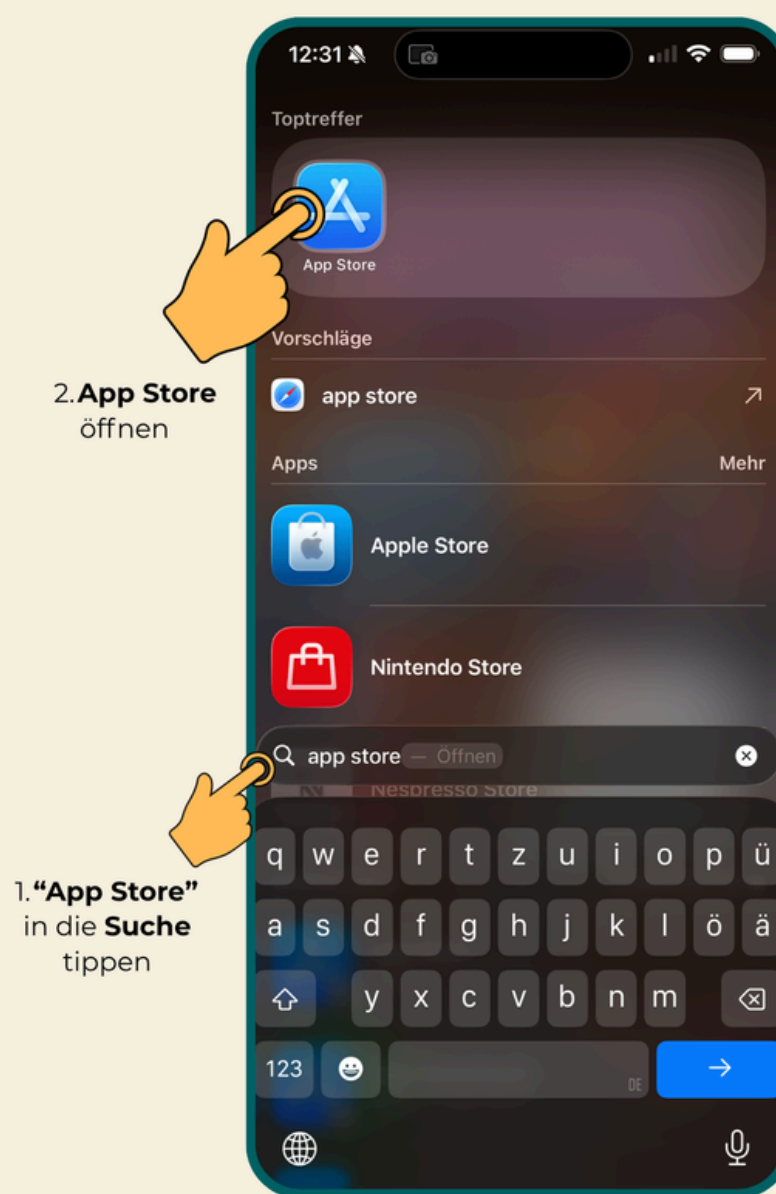 12:31
Toptreffer
App Store
Vorschläge
2. App Store
öffnen
app store
Apps
Mehr
Apple Store
Nintendo Store
app store — Öffnen
Nespresso Store
1. “App Store”
in die Suche
tippen
q w e r t z u i o p ü
a s d f g h j k l ö ä
y x c v b n m
123
DE